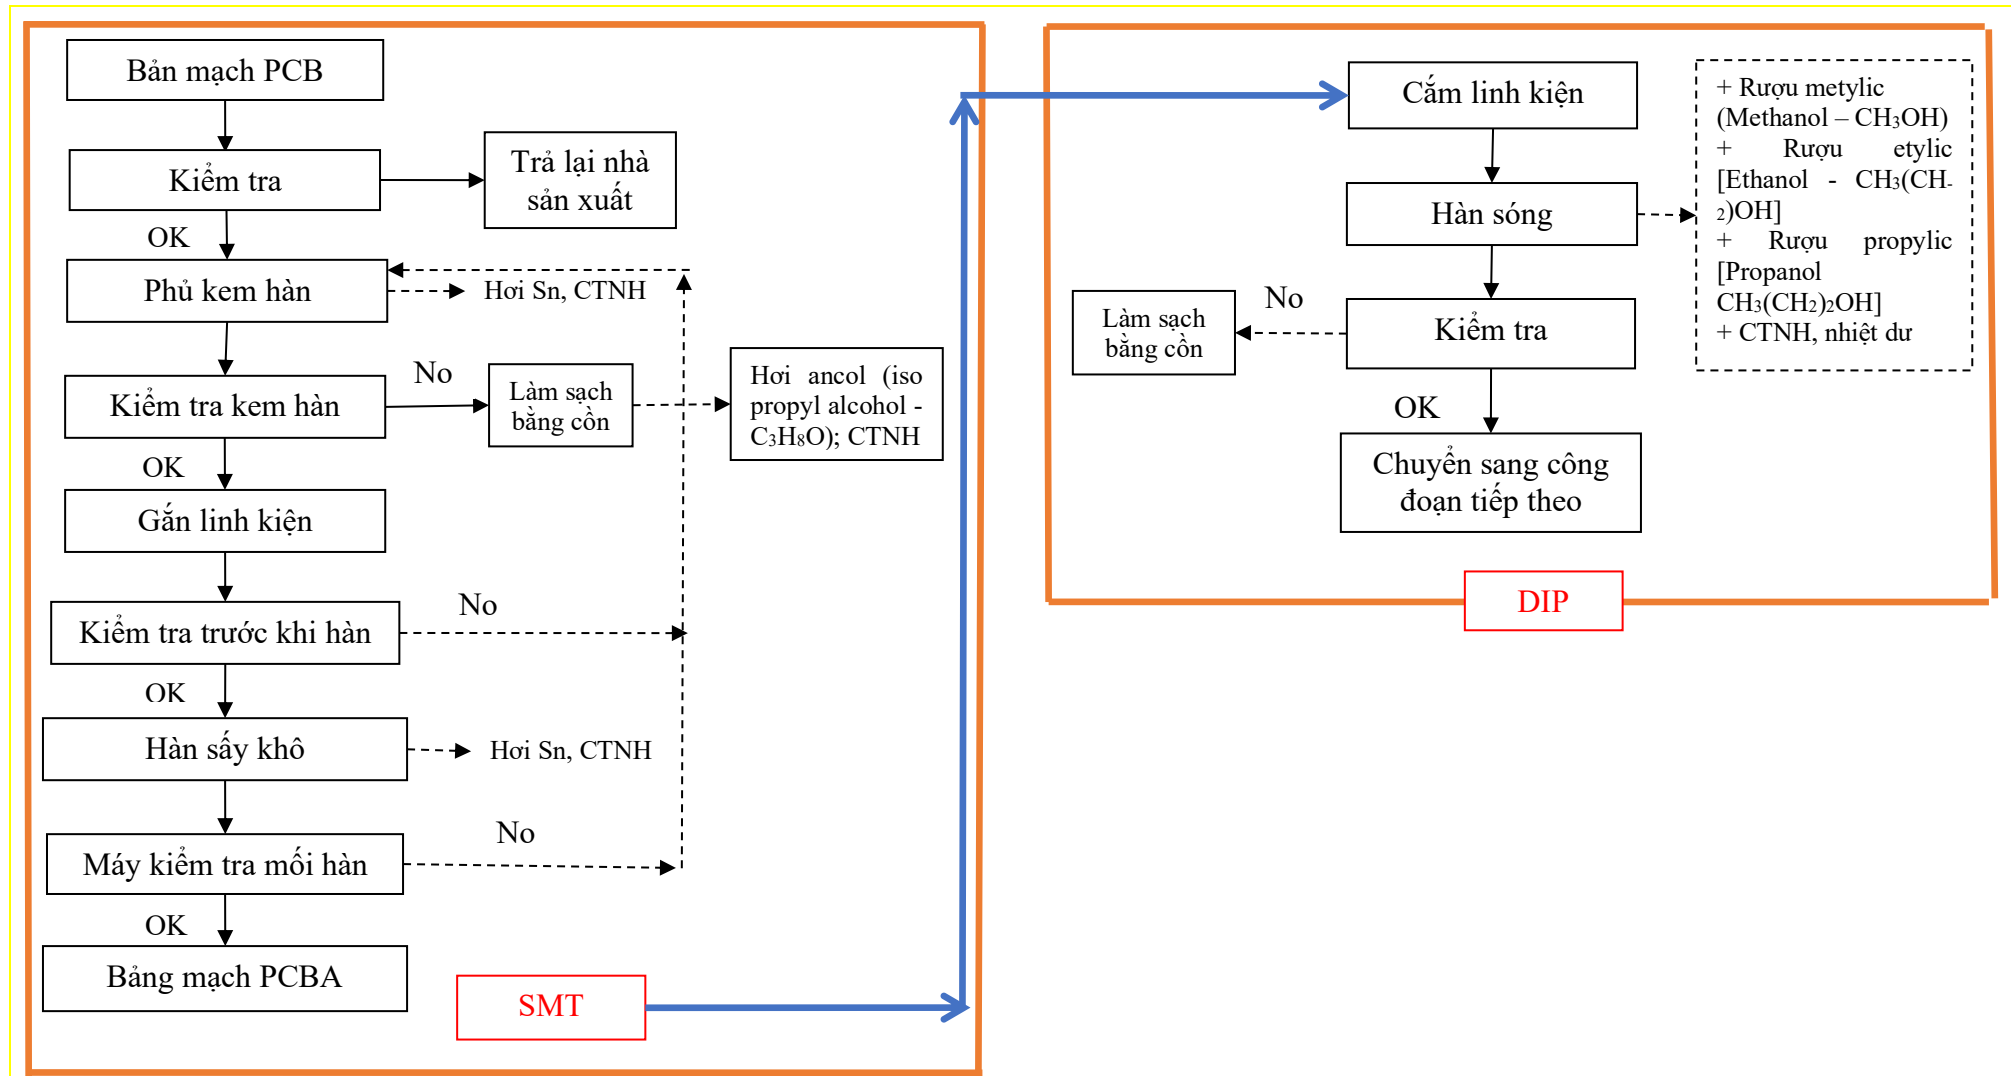 Bản mạch PCB
Kiểm tra
Trả lại nhà
sản xuất
OK
Phủ kem hàn
Hơi Sn, CTNH
Kiểm tra kem hàn
No
Làm sạch
bằng cồn
Hơi ancol (iso
propyl alcohol -
C₃H₈O); CTNH
OK
Gắn linh kiện
Kiểm tra trước khi hàn
No
OK
Hàn sấy khô
Hơi Sn, CTNH
Máy kiểm tra mối hàn
No
OK
Bảng mạch PCBA
SMT
Cắm linh kiện
Hàn sóng
+ Rượu metylic
(Methanol – CH₃OH)
+ Rượu etylic
[Ethanol - CH₃(CH-
₂)OH]
+ Rượu propylic
[Propanol
CH₃(CH₂)₂OH]
+ CTNH, nhiệt dư
Kiểm tra
No
Làm sạch
bằng cồn
OK
Chuyển sang công
đoạn tiếp theo
DIP